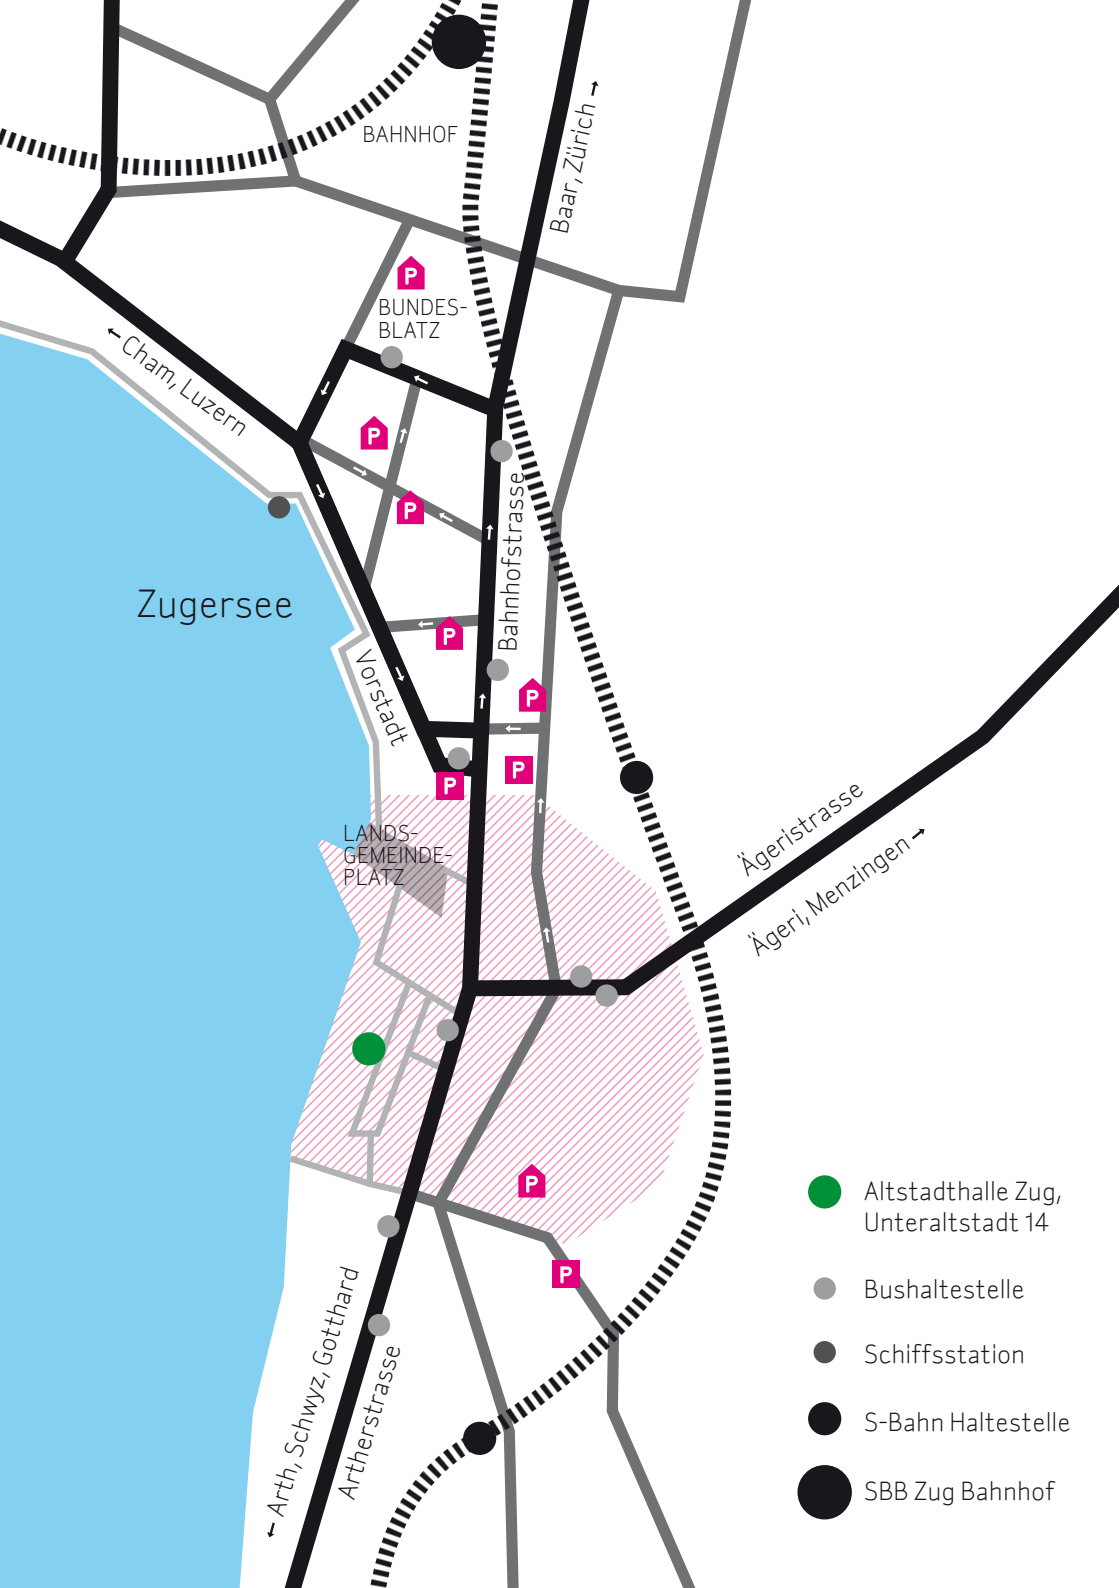 BAHNHOF
Baar, Zürich →
P
BUNDES-
BLATZ
← Cham, Luzern
P
P
Bahnhofstrasse
Zugersee
P
Vorstadt
P
P
P
Ägeristrasse
Ägeri, Menzingen →
LANDS-
GEMEINDE-
PLATZ
P
P
Altstadthalle Zug,
Unteraltstadt 14
Bushaltestelle
Schiffsstation
S-Bahn Haltestelle
SBB Zug Bahnhof
← Arth, Schwyz, Gotthard
Artherstrasse